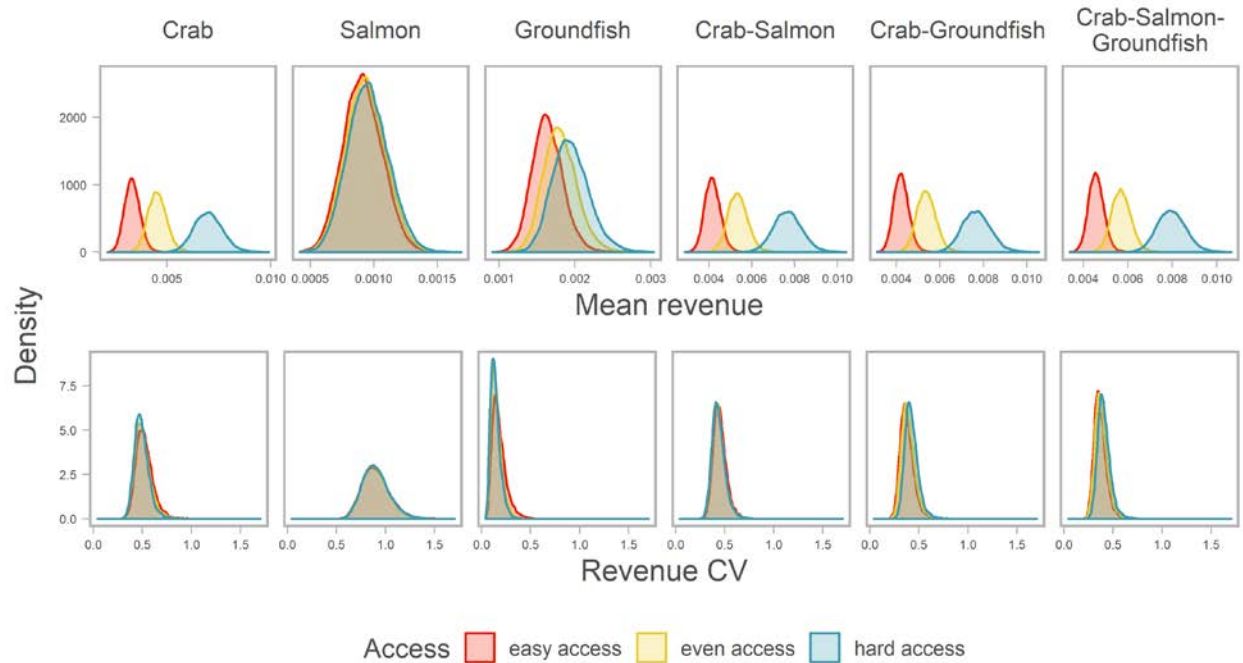 Crab Salmon Groundfish Crab-Salmon Crab-Groundfish Crab-Salmon-
Groundfish
2000
1000
0
0.005 0.010 0.0005 0.0010 0.0015 0.001 0.002 0.003 0.004 0.006 0.008 0.010 0.004 0.006 0.008 0.010 0.004 0.006 0.008 0.010
Mean revenue
Density
7.5
5.0
2.5
0.0
0.0 0.5 1.0 1.5 0.0 0.5 1.0 1.5 0.0 0.5 1.0 1.5 0.0 0.5 1.0 1.5 0.0 0.5 1.0 1.5 0.0 0.5 1.0 1.5
Revenue CV
Access easy access even access hard access